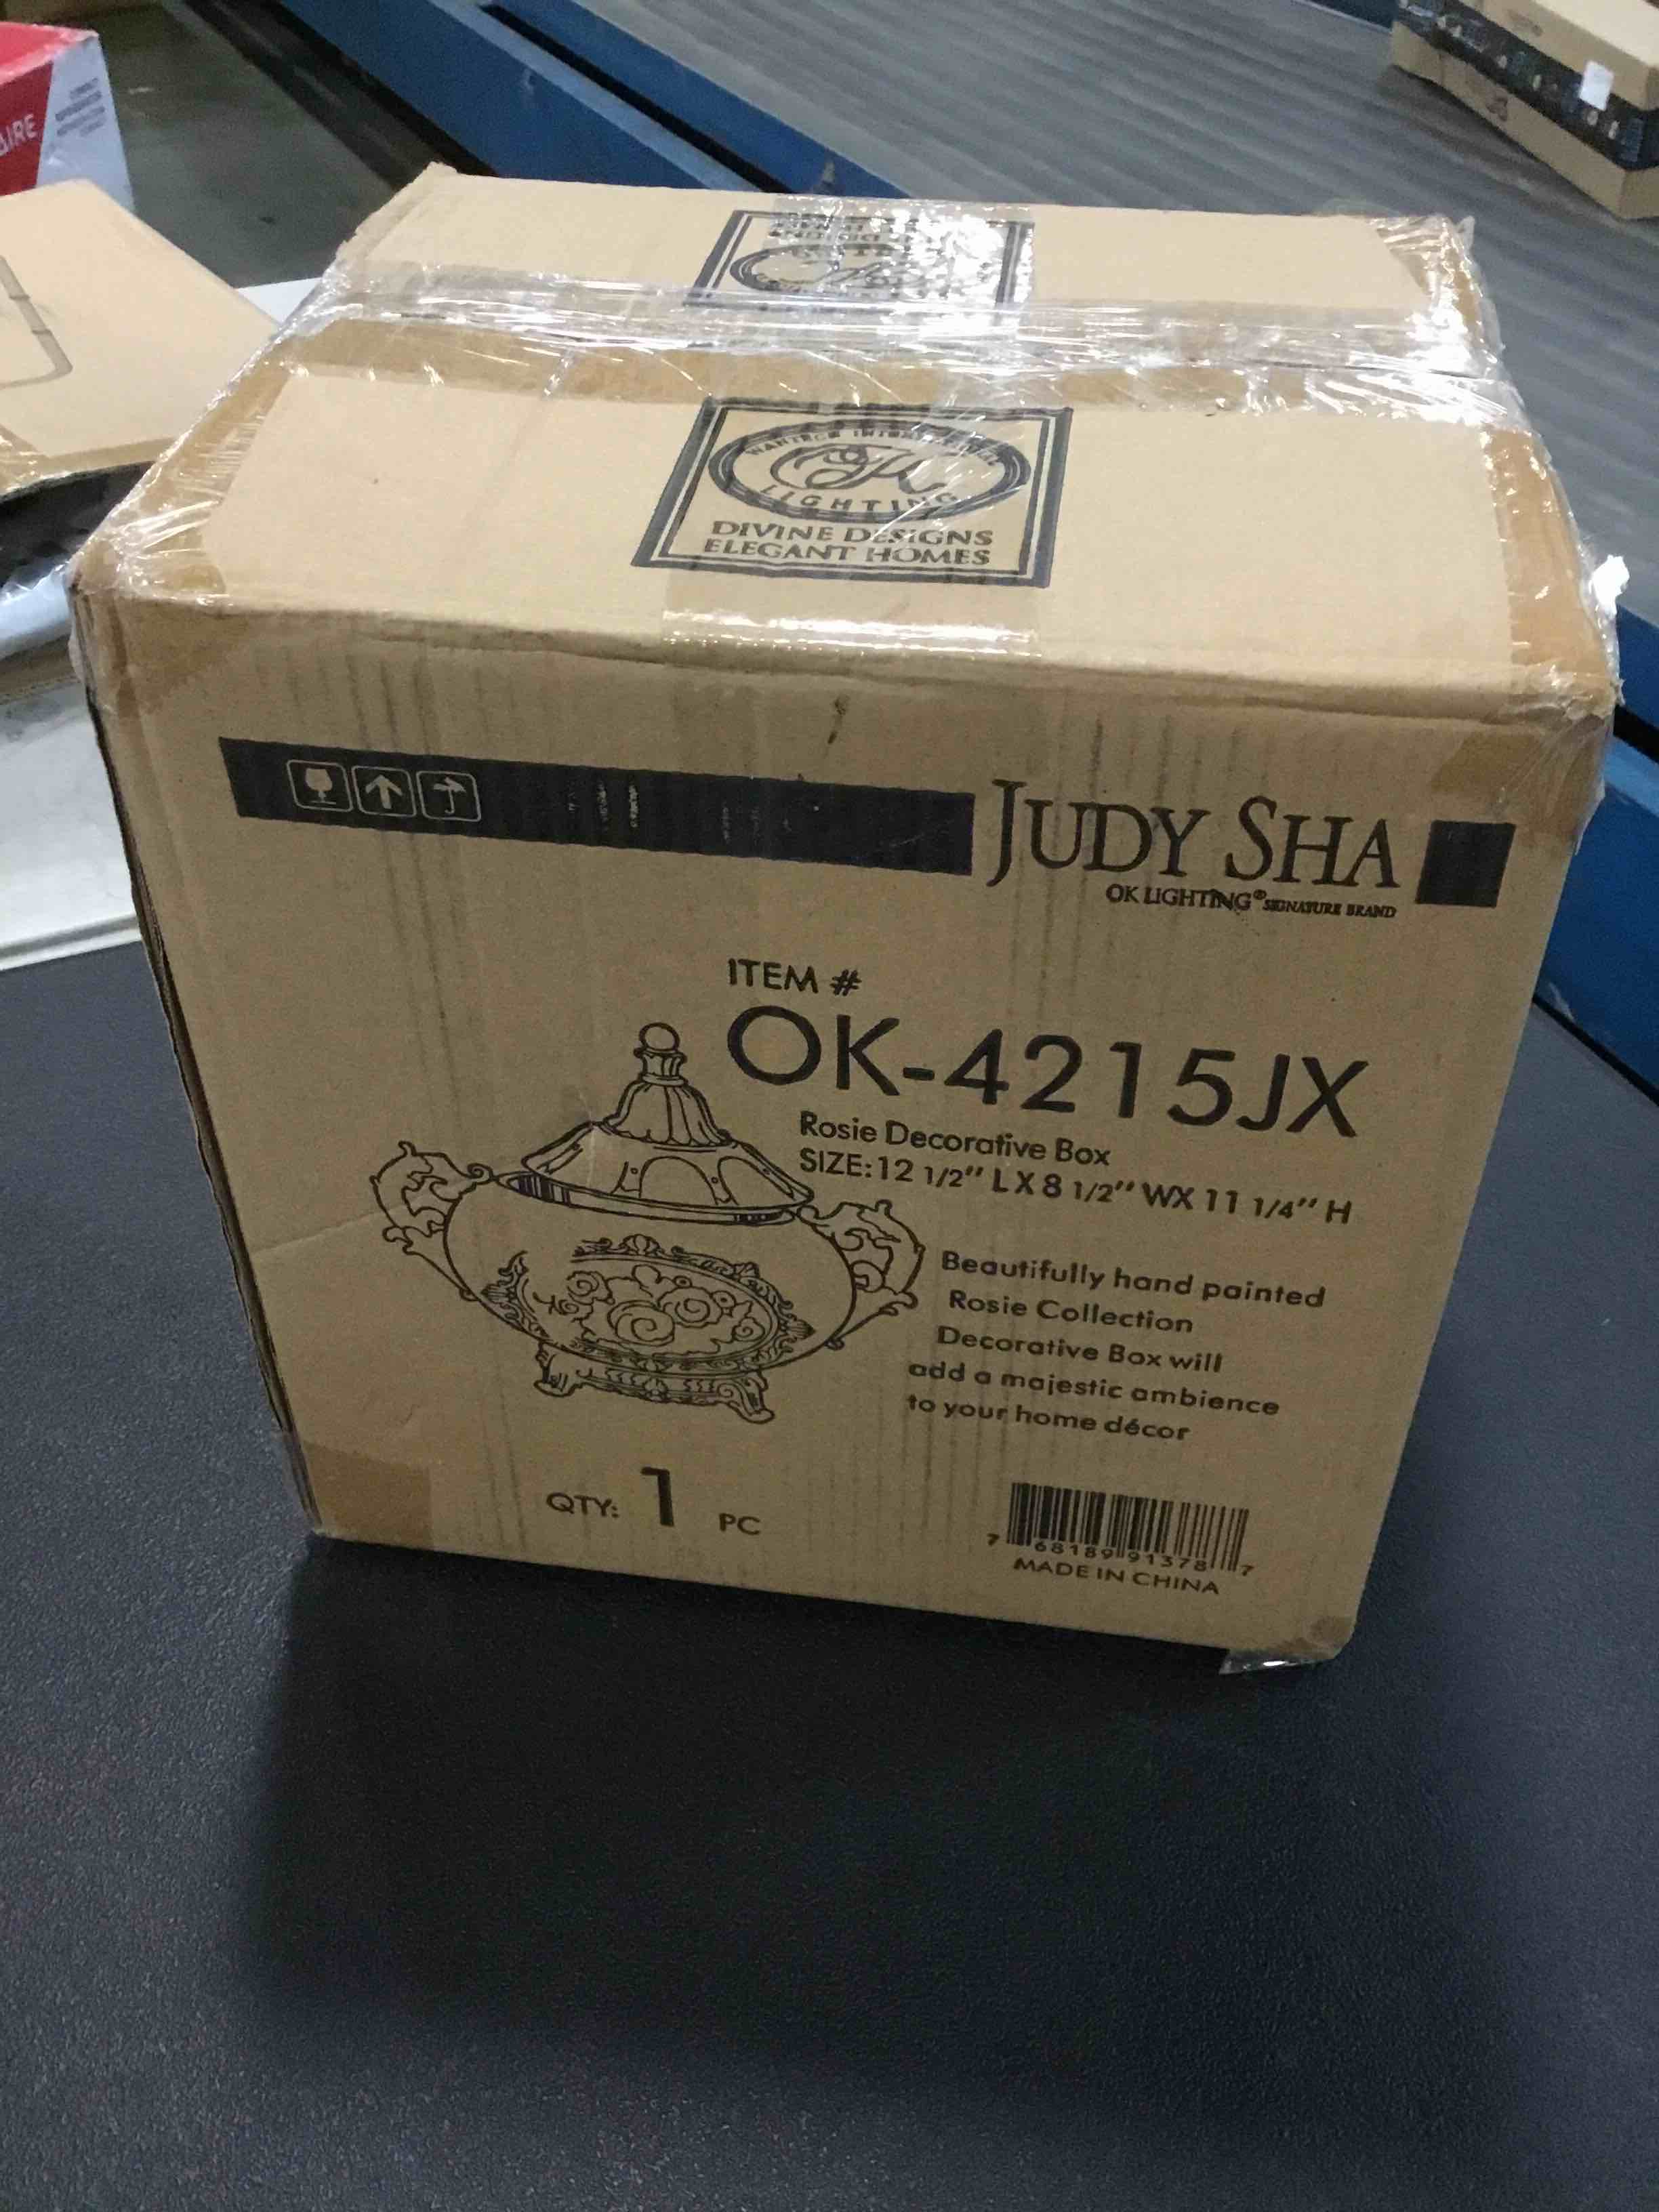 AIRE
OK
LIGHTING
DIVINE DESIGNS
ELEGANT HOMES
JUDY SHA
OK LIGHTING® SIGNATURE BRAND
ITEM #
OK-4215JX
Rosie Decorative Box
SIZE: 12 1/2" L X 8 1/2" W X 11 1/4" H
Beautifully hand painted
Rosie Collection
Decorative Box will
add a majestic ambience
to your home décor
QTY: 1 PC
7 68189 91378 7
MADE IN CHINA